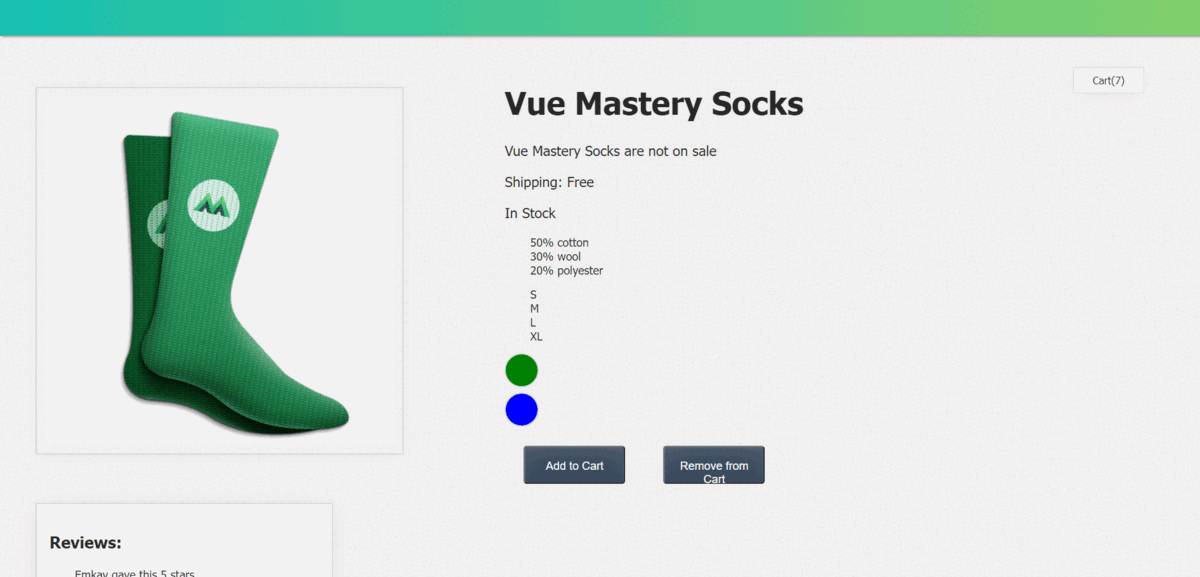 Cart(7)
Vue Mastery Socks
Vue Mastery Socks are not on sale
Shipping: Free
In Stock
50% cotton
30% wool
20% polyester
S
M
L
XL
Add to Cart
Remove from
Cart
Reviews:
Emkay gave this 5 stars